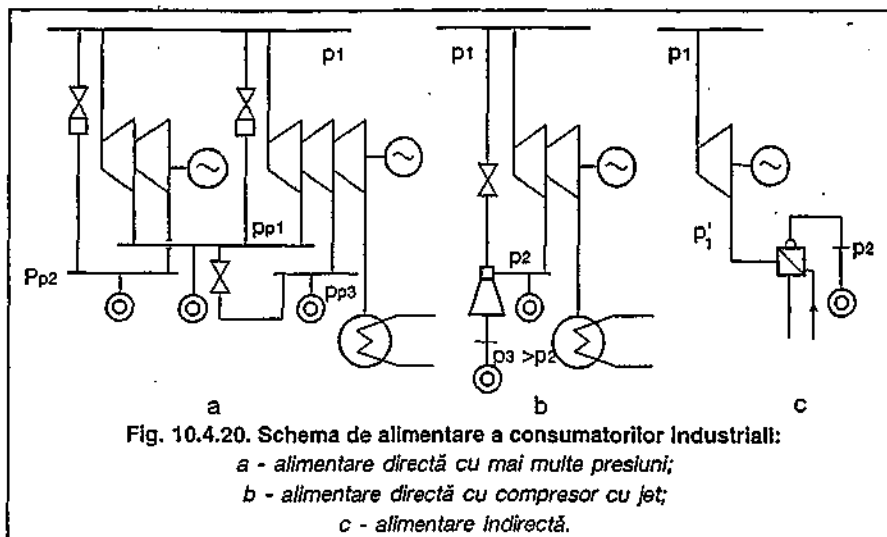 p1
p1
p1
pp1
p'1
p2
p2
Pp2
pp3
p3 >p2
a
b
c
Fig. 10.4.20. Schema de alimentare a consumatorilor industriali:
a - alimentare directă cu mai multe presiuni;
b - alimentare directă cu compresor cu jet;
c - alimentare indirectă.